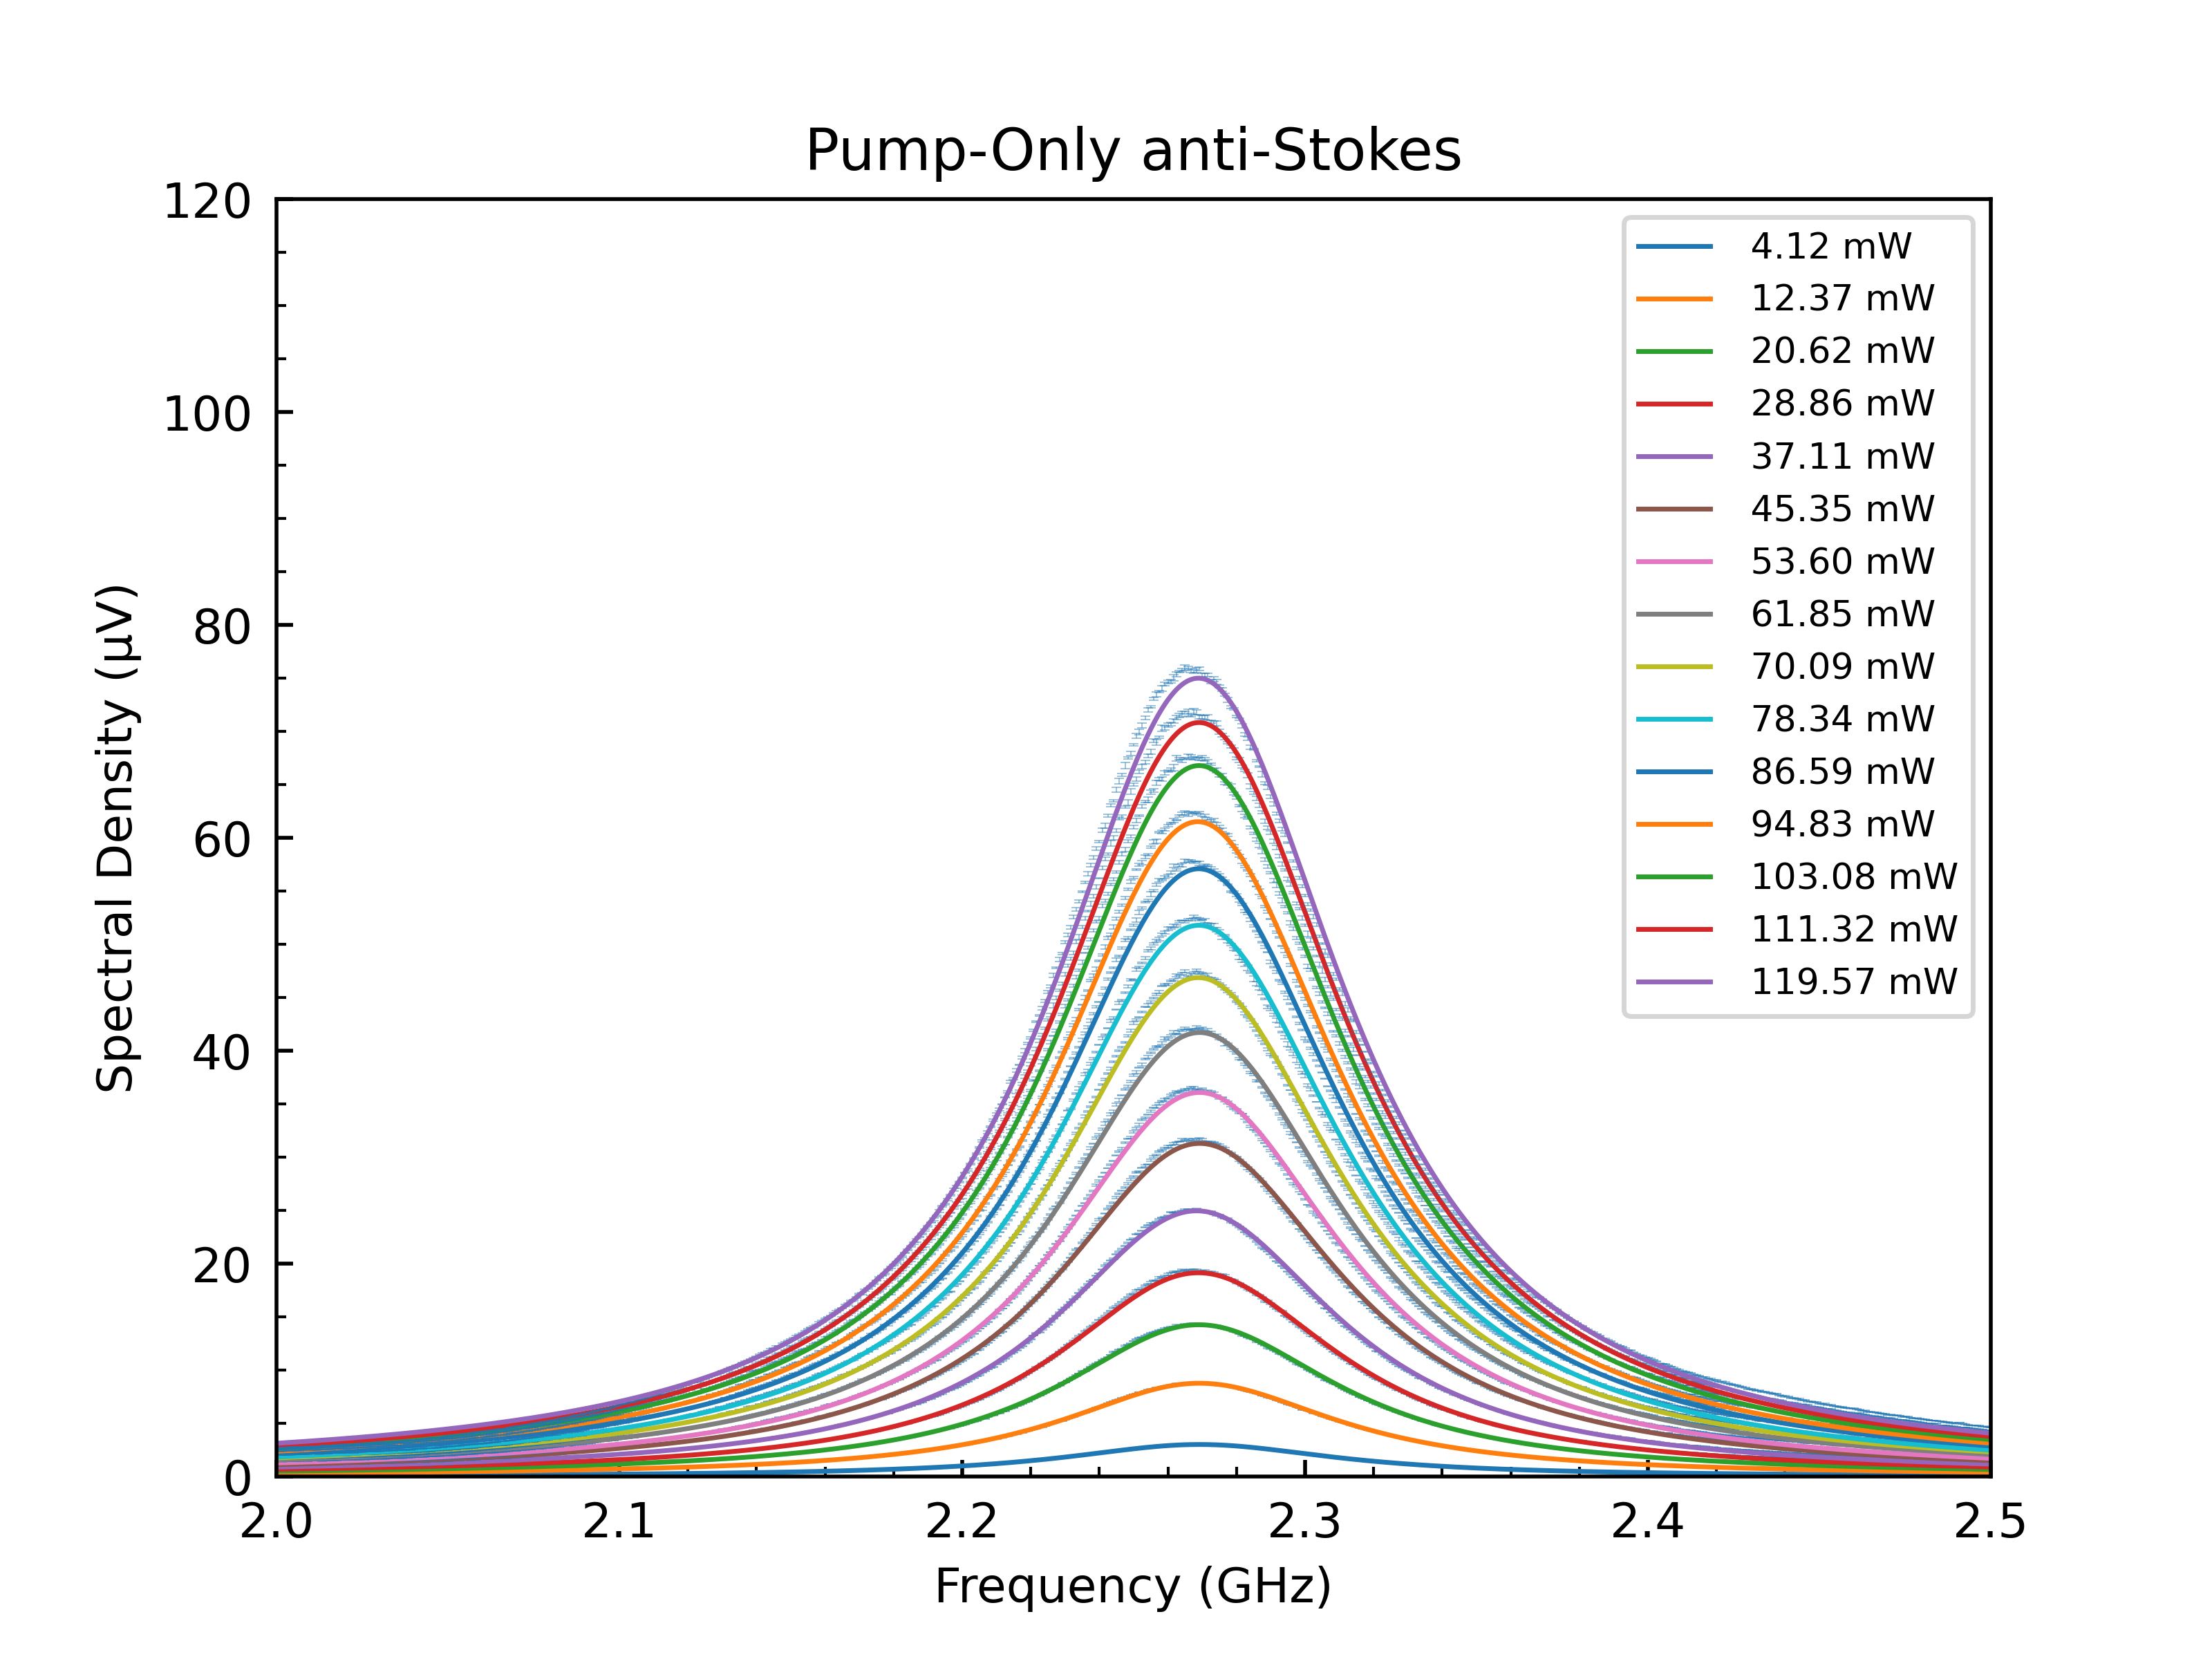 Pump-Only anti-Stokes
120
100
80
60
40
20
0
Spectral Density (µV)
2.0 2.1 2.2 2.3 2.4 2.5
Frequency (GHz)
4.12 mW
12.37 mW
20.62 mW
28.86 mW
37.11 mW
45.35 mW
53.60 mW
61.85 mW
70.09 mW
78.34 mW
86.59 mW
94.83 mW
103.08 mW
111.32 mW
119.57 mW